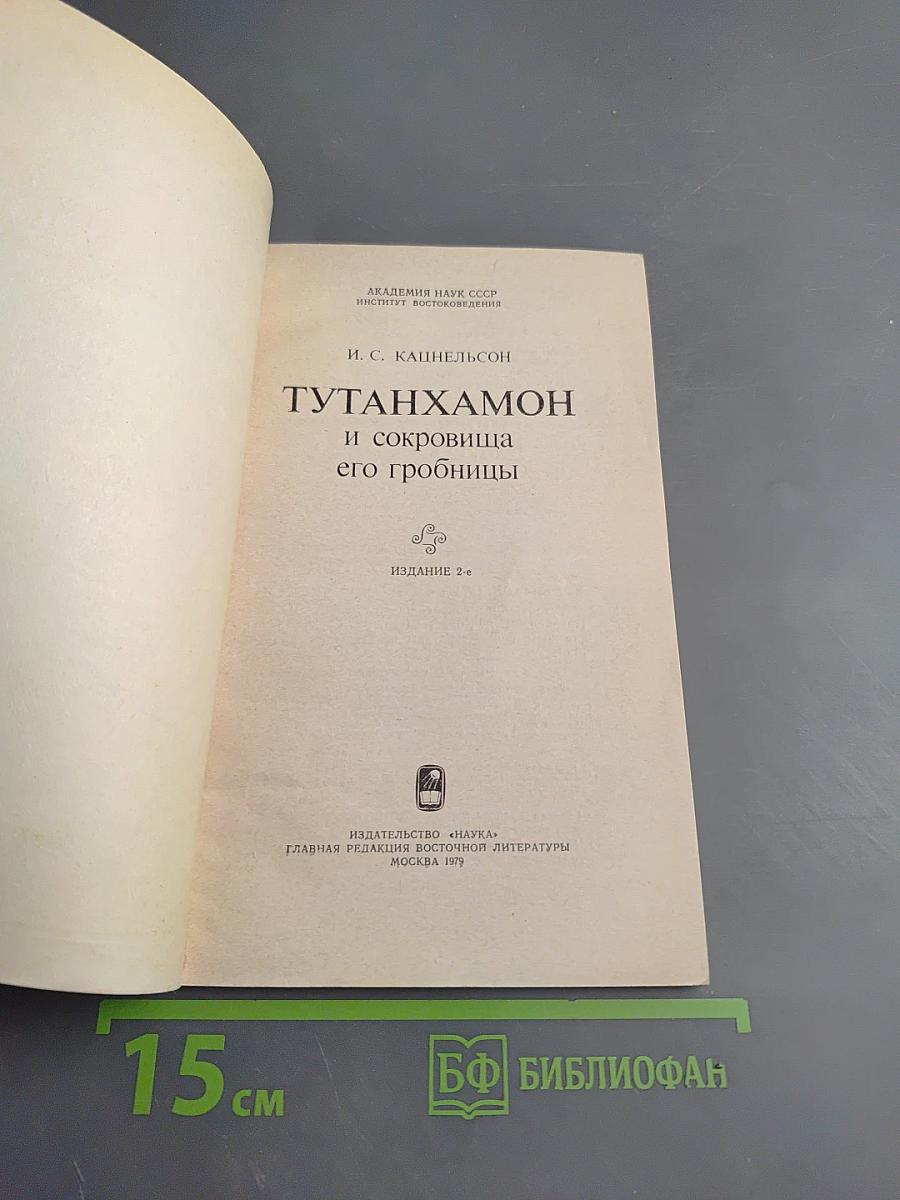 АКАДЕМИЯ НАУК СССР
ИНСТИТУТ ВОСТОКОВЕДЕНИЯ
И. С. КАЦНЕЛЬСОН
ТУТАНХАМОН
и сокровища
его гробницы
ИЗДАНИЕ 2-е
ИЗДАТЕЛЬСТВО «НАУКА»
ГЛАВНАЯ РЕДАКЦИЯ ВОСТОЧНОЙ ЛИТЕРАТУРЫ
МОСКВА 1979
15 см
БФ БИБЛИОФАН